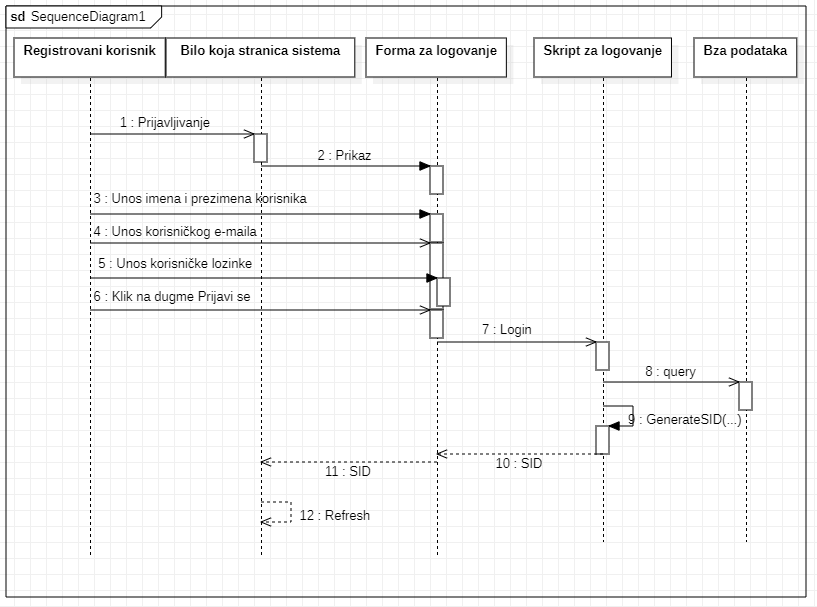 sd SequenceDiagram1
Registrovani korisnik
Bilo koja stranica sistema
Forma za logovanje
Skript za logovanje
Bza podataka
1 : Prijavljivanje
2 : Prikaz
3 : Unos imena i prezimena korisnika
4 : Unos korisničkog e-maila
5 : Unos korisničke lozinke
6 : Klik na dugme Prijavi se
7 : Login
8 : query
9 : GenerateSID(...)
10 : SID
11 : SID
12 : Refresh